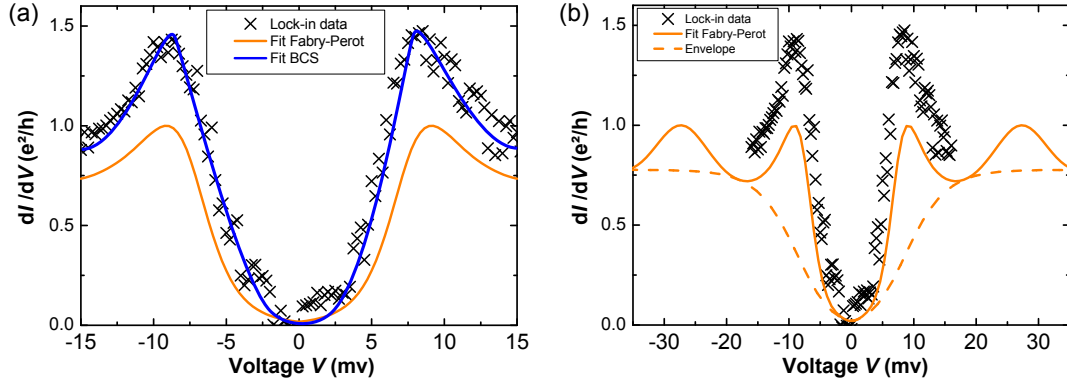 (a)
Lock-in data
Fit Fabry-Perot
Fit BCS
dI/dV (e²/h)
1.5
1.0
0.5
0.0
-15 -10 -5 0 5 10 15
Voltage V (mv)
(b)
Lock-in data
Fit Fabry-Perot
Envelope
dI/dV (e²/h)
1.5
1.0
0.5
0.0
-30 -20 -10 0 10 20 30
Voltage V (mv)